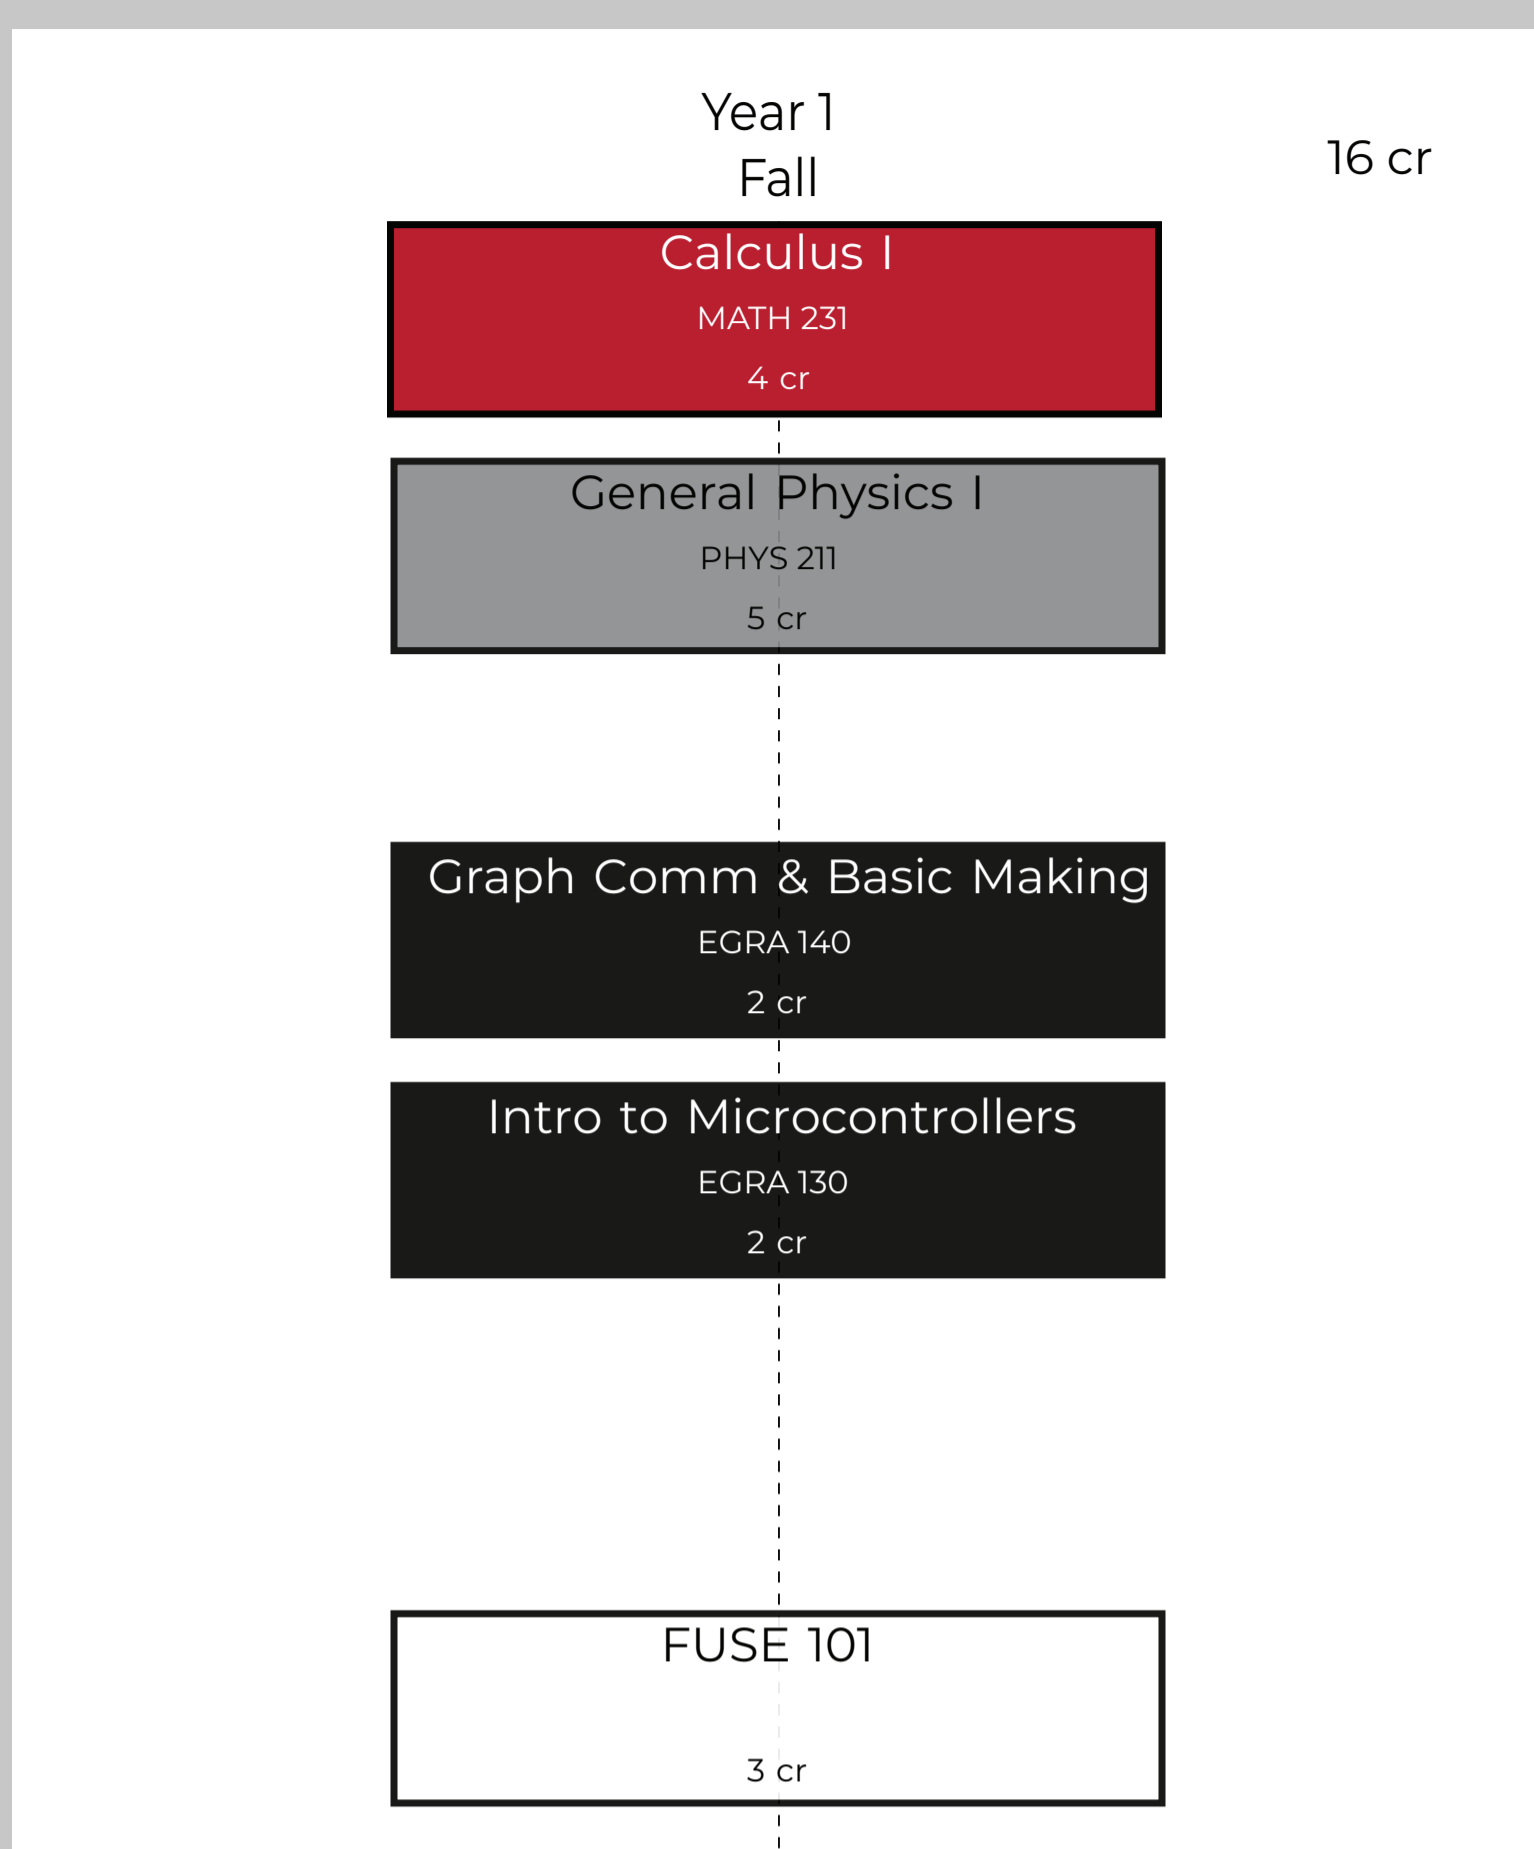 Year 1
Fall
16 cr
Calculus I
MATH 231
4 cr
General Physics I
PHYS 211
5 cr
Graph Comm & Basic Making
EGRA 140
2 cr
Intro to Microcontrollers
EGRA 130
2 cr
FUSE 101
3 cr